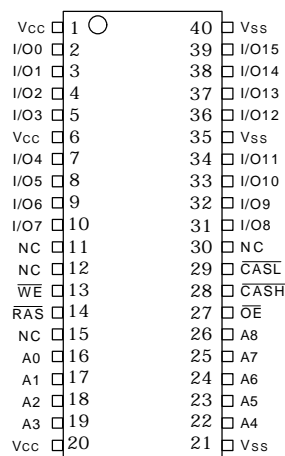 Vcc 1 40 Vss
I/O0 2 39 I/O15
I/O1 3 38 I/O14
I/O2 4 37 I/O13
I/O3 5 36 I/O12
Vcc 6 35 Vss
I/O4 7 34 I/O11
I/O5 8 33 I/O10
I/O6 9 32 I/O9
I/O7 10 31 I/O8
NC 11 30 NC
NC 12 29 CASL
WE 13 28 CASH
RAS 14 27 OE
NC 15 26 A8
A0 16 25 A7
A1 17 24 A6
A2 18 23 A5
A3 19 22 A4
Vcc 20 21 Vss